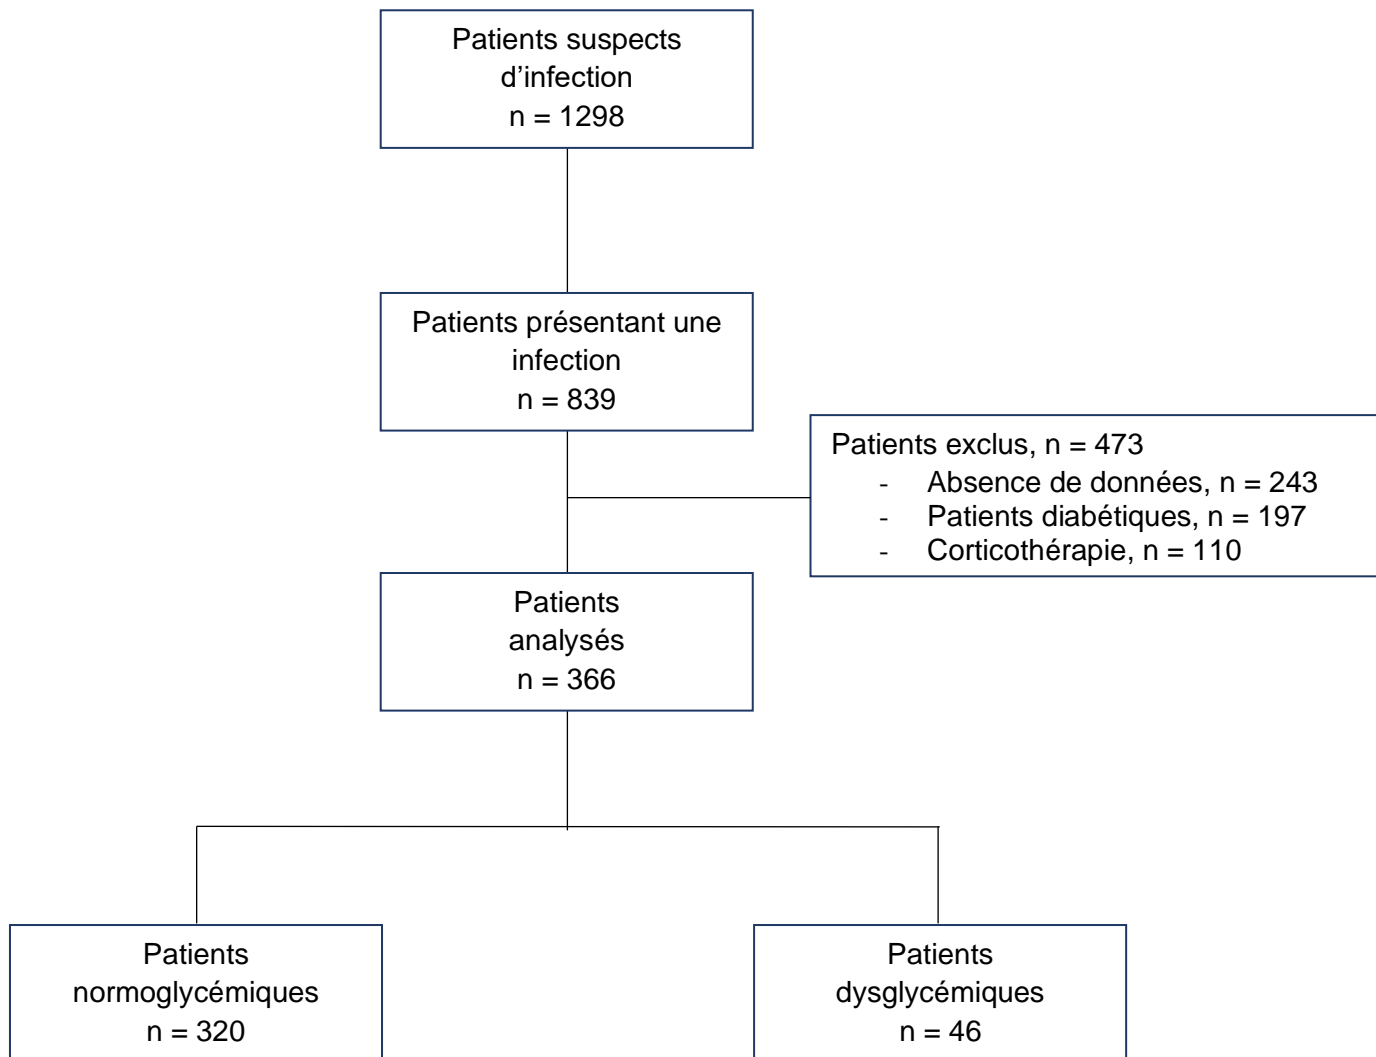 Patients suspects
d’infection
n = 1298
Patients présentant une
infection
n = 839
Patients exclus, n = 473
- Absence de données, n = 243
- Patients diabétiques, n = 197
- Corticothérapie, n = 110
Patients
analysés
n = 366
Patients
normoglycémiques
n = 320
Patients
dysglycémiques
n = 46